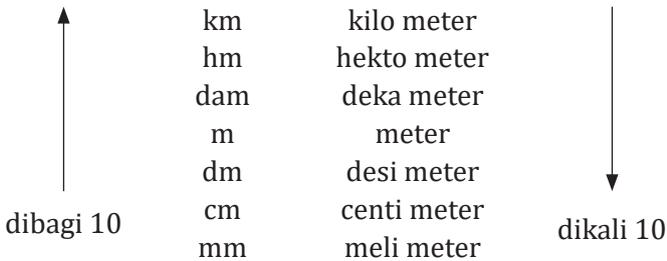 km kilo meter
hm hekto meter
dam deka meter
m meter
dm desi meter
cm centi meter
mm meli meter
dibagi 10
dikali 10